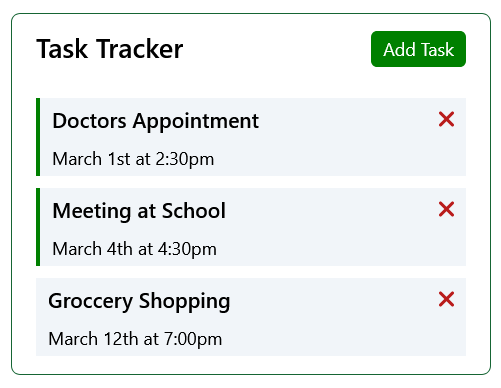 Task Tracker
Add Task
Doctors Appointment
March 1st at 2:30pm
Meeting at School
March 4th at 4:30pm
Groccery Shopping
March 12th at 7:00pm